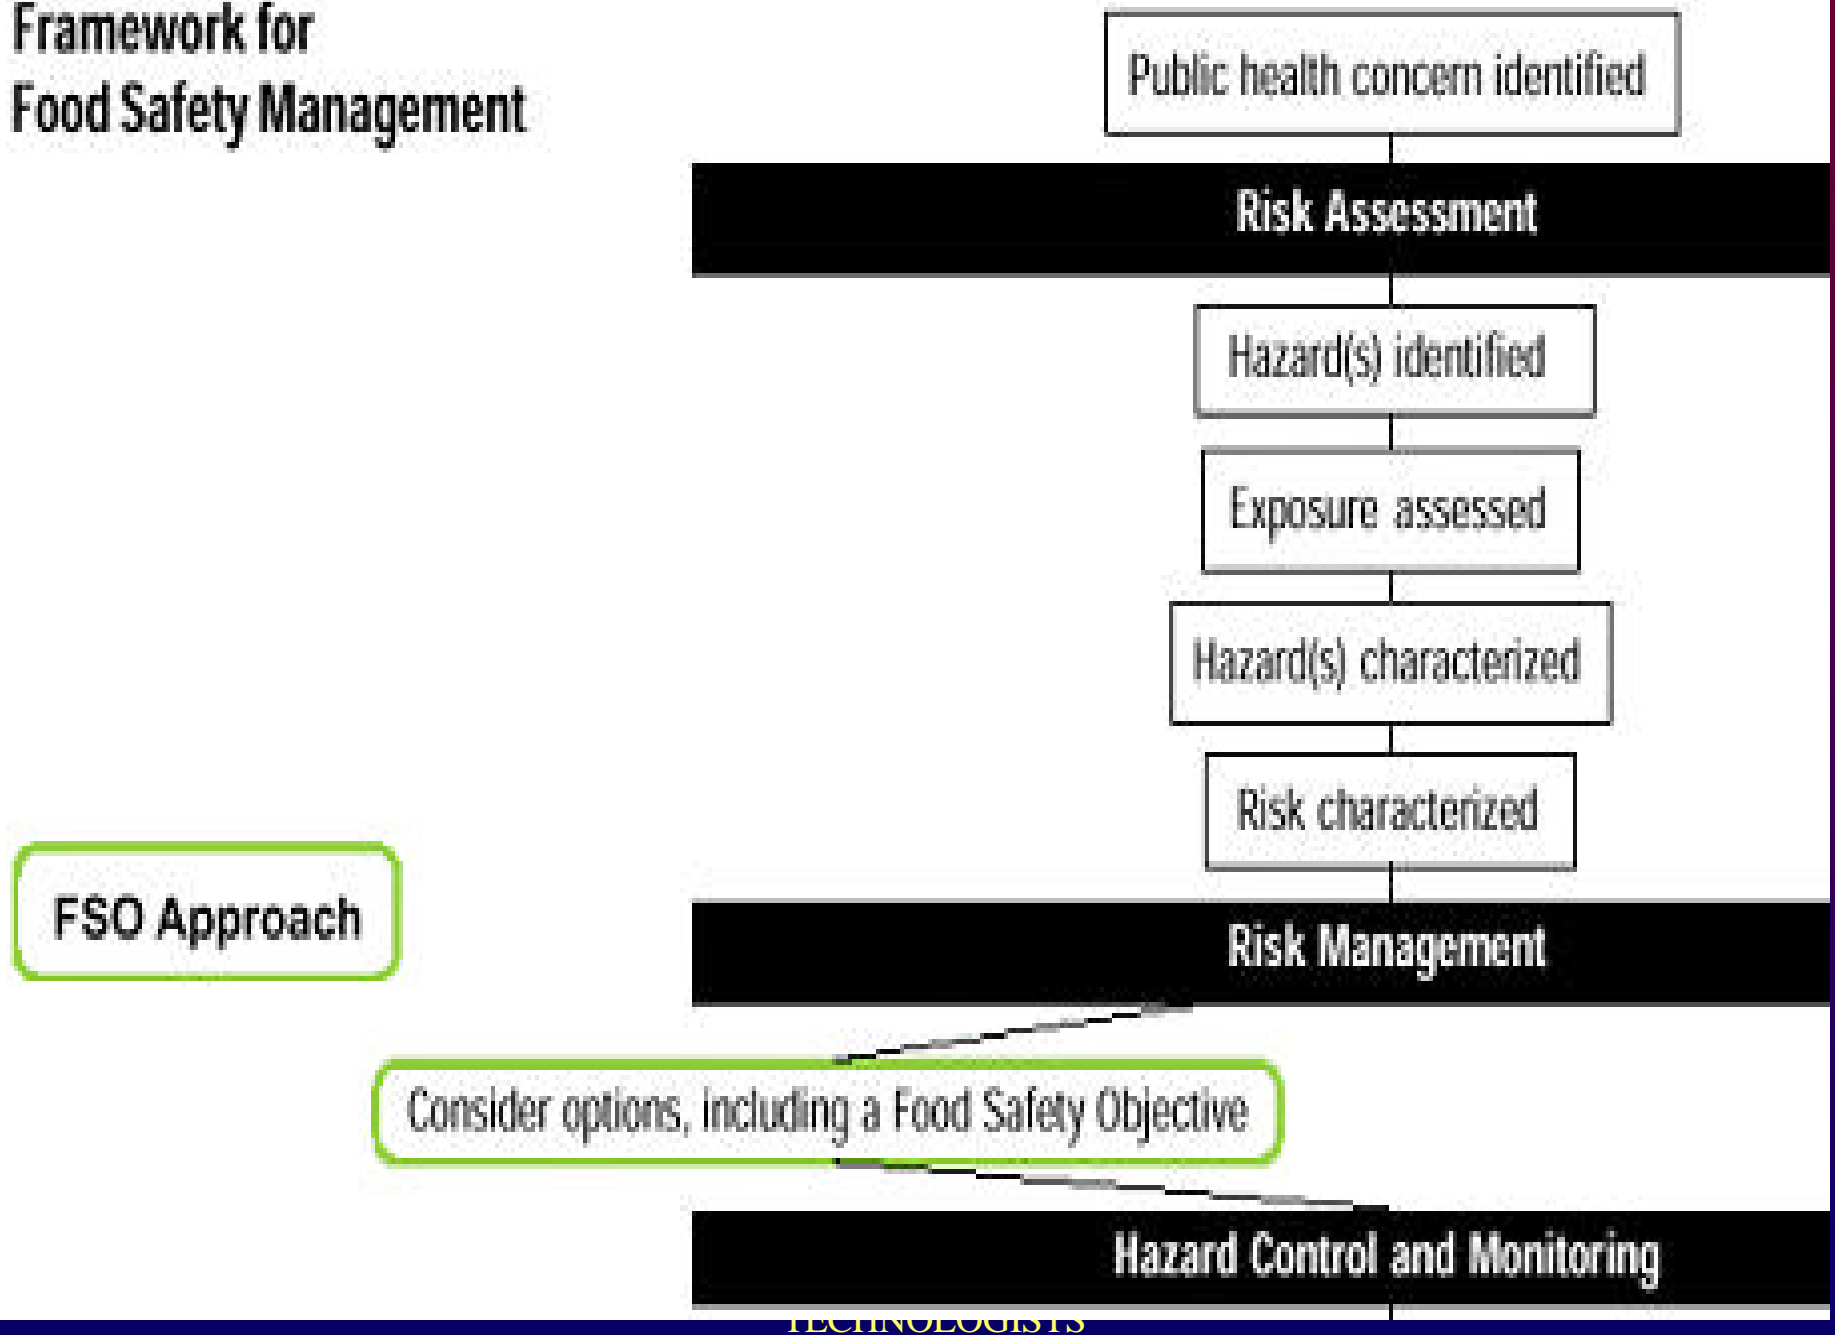 Framework for
Food Safety Management
Public health concern identified
Risk Assessment
Hazard(s) identified
Exposure assessed
Hazard(s) characterized
Risk characterized
FSO Approach
Risk Management
Consider options, including a Food Safety Objective
Hazard Control and Monitoring
TECHNOLOGISTS